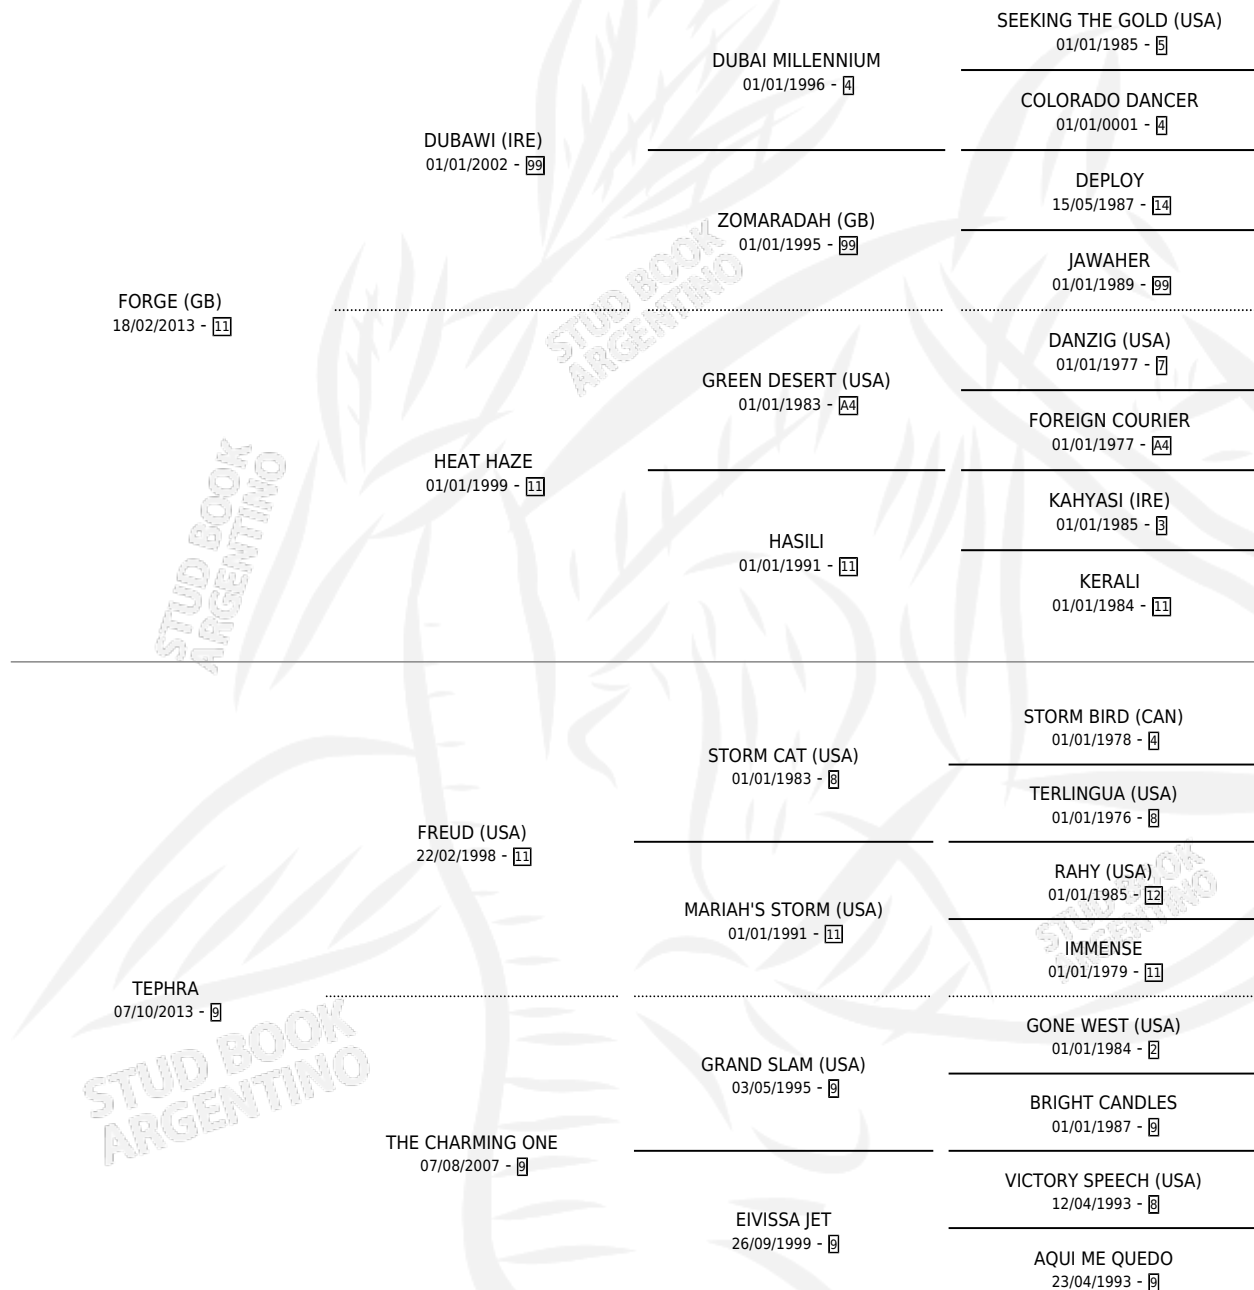 SEEKING THE GOLD (USA)
01/01/1985 - 5
DUBAI MILLENNIUM
01/01/1996 - 4
COLORADO DANCER
01/01/0001 - 4
DUBAWI (IRE)
01/01/2002 - 99
DEPLOY
15/05/1987 - 14
ZOMARADAH (GB)
01/01/1995 - 99
JAWAHER
01/01/1989 - 99
FORGE (GB)
18/02/2013 - 11
STUD BOOK
ARGENTINO
DANZIG (USA)
01/01/1977 - 7
GREEN DESERT (USA)
01/01/1983 - A4
FOREIGN COURIER
01/01/1977 - A4
HEAT HAZE
01/01/1999 - 11
KAHYASI (IRE)
01/01/1985 - 3
HASILI
01/01/1991 - 11
KERALI
01/01/1984 - 11
STUD BOOK
ARGENTINO
STORM BIRD (CAN)
01/01/1978 - 4
STORM CAT (USA)
01/01/1983 - 8
TERLINGUA (USA)
01/01/1976 - 8
FREUD (USA)
22/02/1998 - 11
RAHY (USA)
01/01/1985 - 12
MARIAH'S STORM (USA)
01/01/1991 - 11
STUD BOOK
ARGENTINO
IMMENSE
01/01/1979 - 11
TEPHRA
07/10/2013 - 9
GONE WEST (USA)
01/01/1984 - 2
GRAND SLAM (USA)
03/05/1995 - 9
STUD BOOK
ARGENTINO
BRIGHT CANDLES
01/01/1987 - 9
THE CHARMING ONE
07/08/2007 - 9
VICTORY SPEECH (USA)
12/04/1993 - 8
EIVISSA JET
26/09/1999 - 9
AQUI ME QUEDO
23/04/1993 - 9